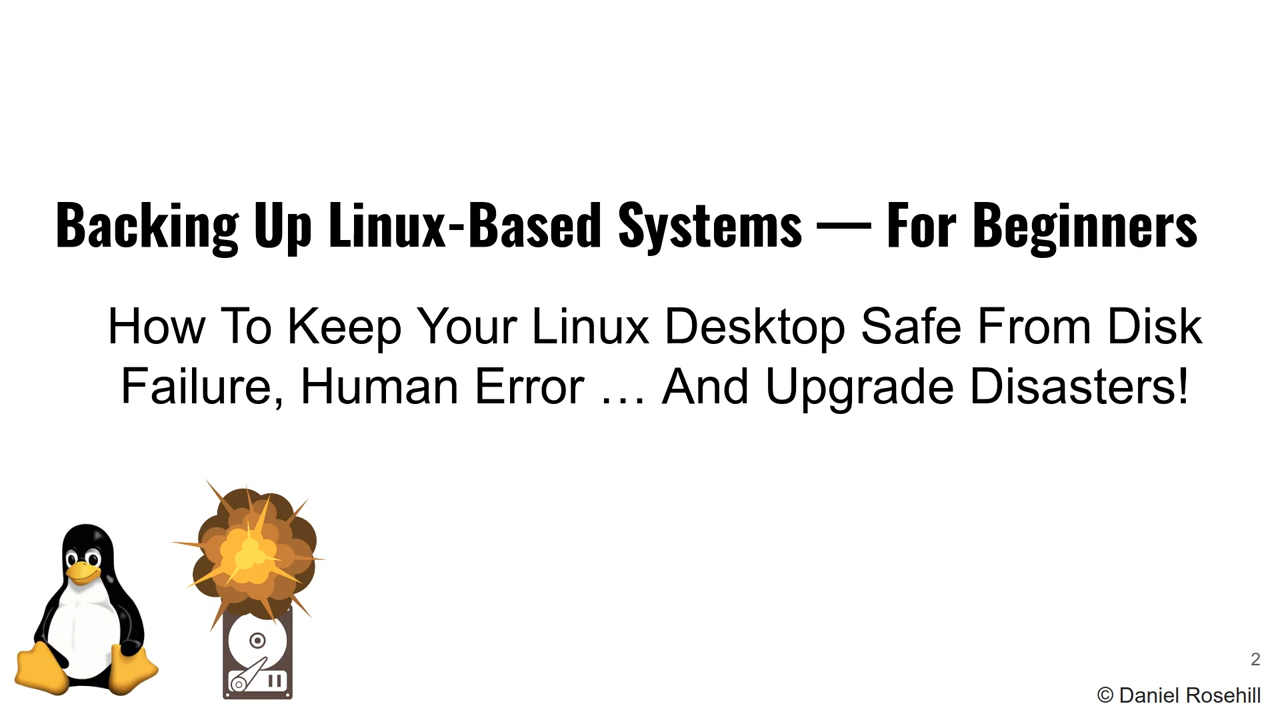 Backing Up Linux-Based Systems — For Beginners
How To Keep Your Linux Desktop Safe From Disk
Failure, Human Error … And Upgrade Disasters!
2
© Daniel Rosehill